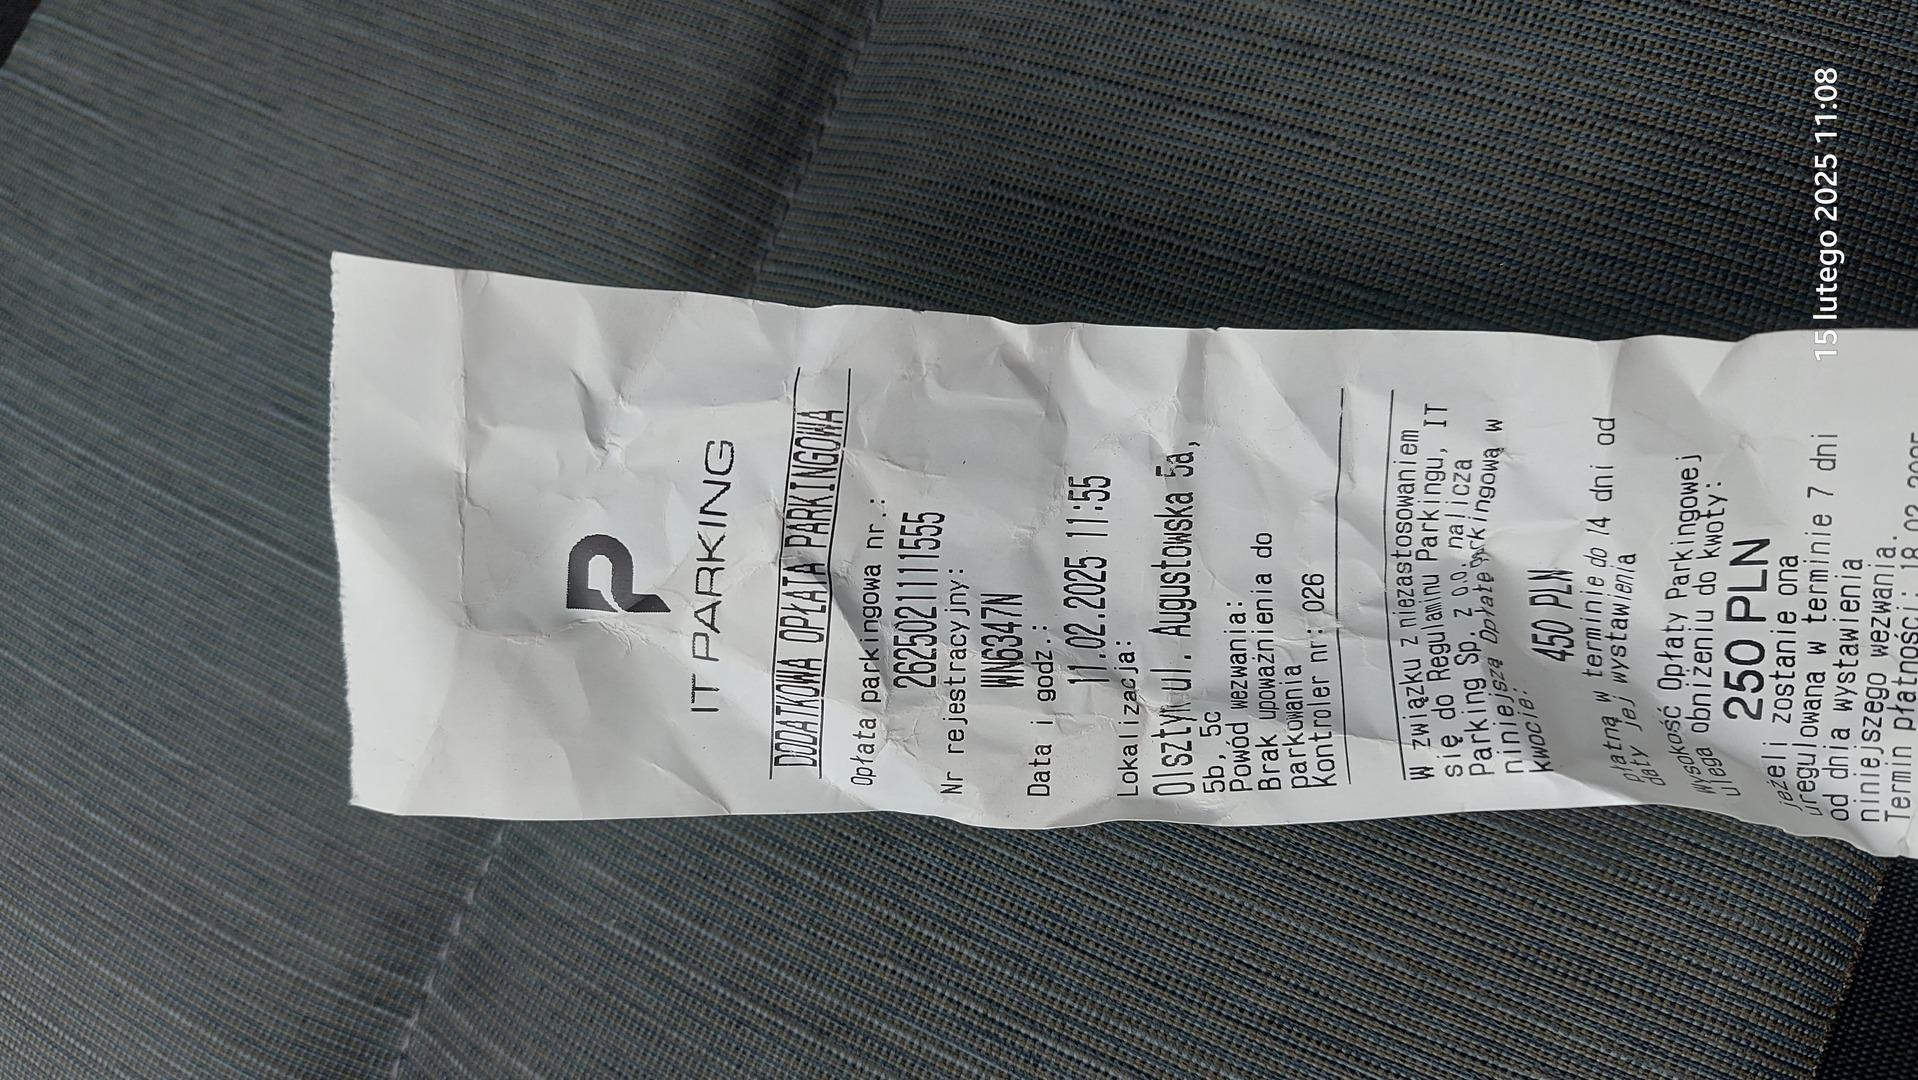 IT PARKING
DODATKOWA OPŁATA PARKINGOWA
Opłata parkingowa nr.:
2625021111555
Nr rejestracyjny:
WN6347N
Data i godz.:
11.02.2025 11:55
Lokalizacja:
Olsztyn ul. Augustowska 5a,
5b, 5c
Powód wezwania:
Brak upoważnienia do
parkowania
Kontroler nr: 026
W związku z niezastosowaniem
się do Regulaminu Parkingu, IT
Parking Sp. z o.o. nalicza
niniejszą Opłatę Parkingową w
kwocie:
450 PLN
płatną w terminie do 14 dni od
daty jej wystawienia
Wysokość Opłaty Parkingowej
ulega obniżeniu do kwoty:
250 PLN
jeżeli zostanie ona
uregulowana w terminie 7 dni
od dnia wystawienia
niniejszego wezwania.
Termin płatności: 18.02.2025
15 lutego 2025 11:08